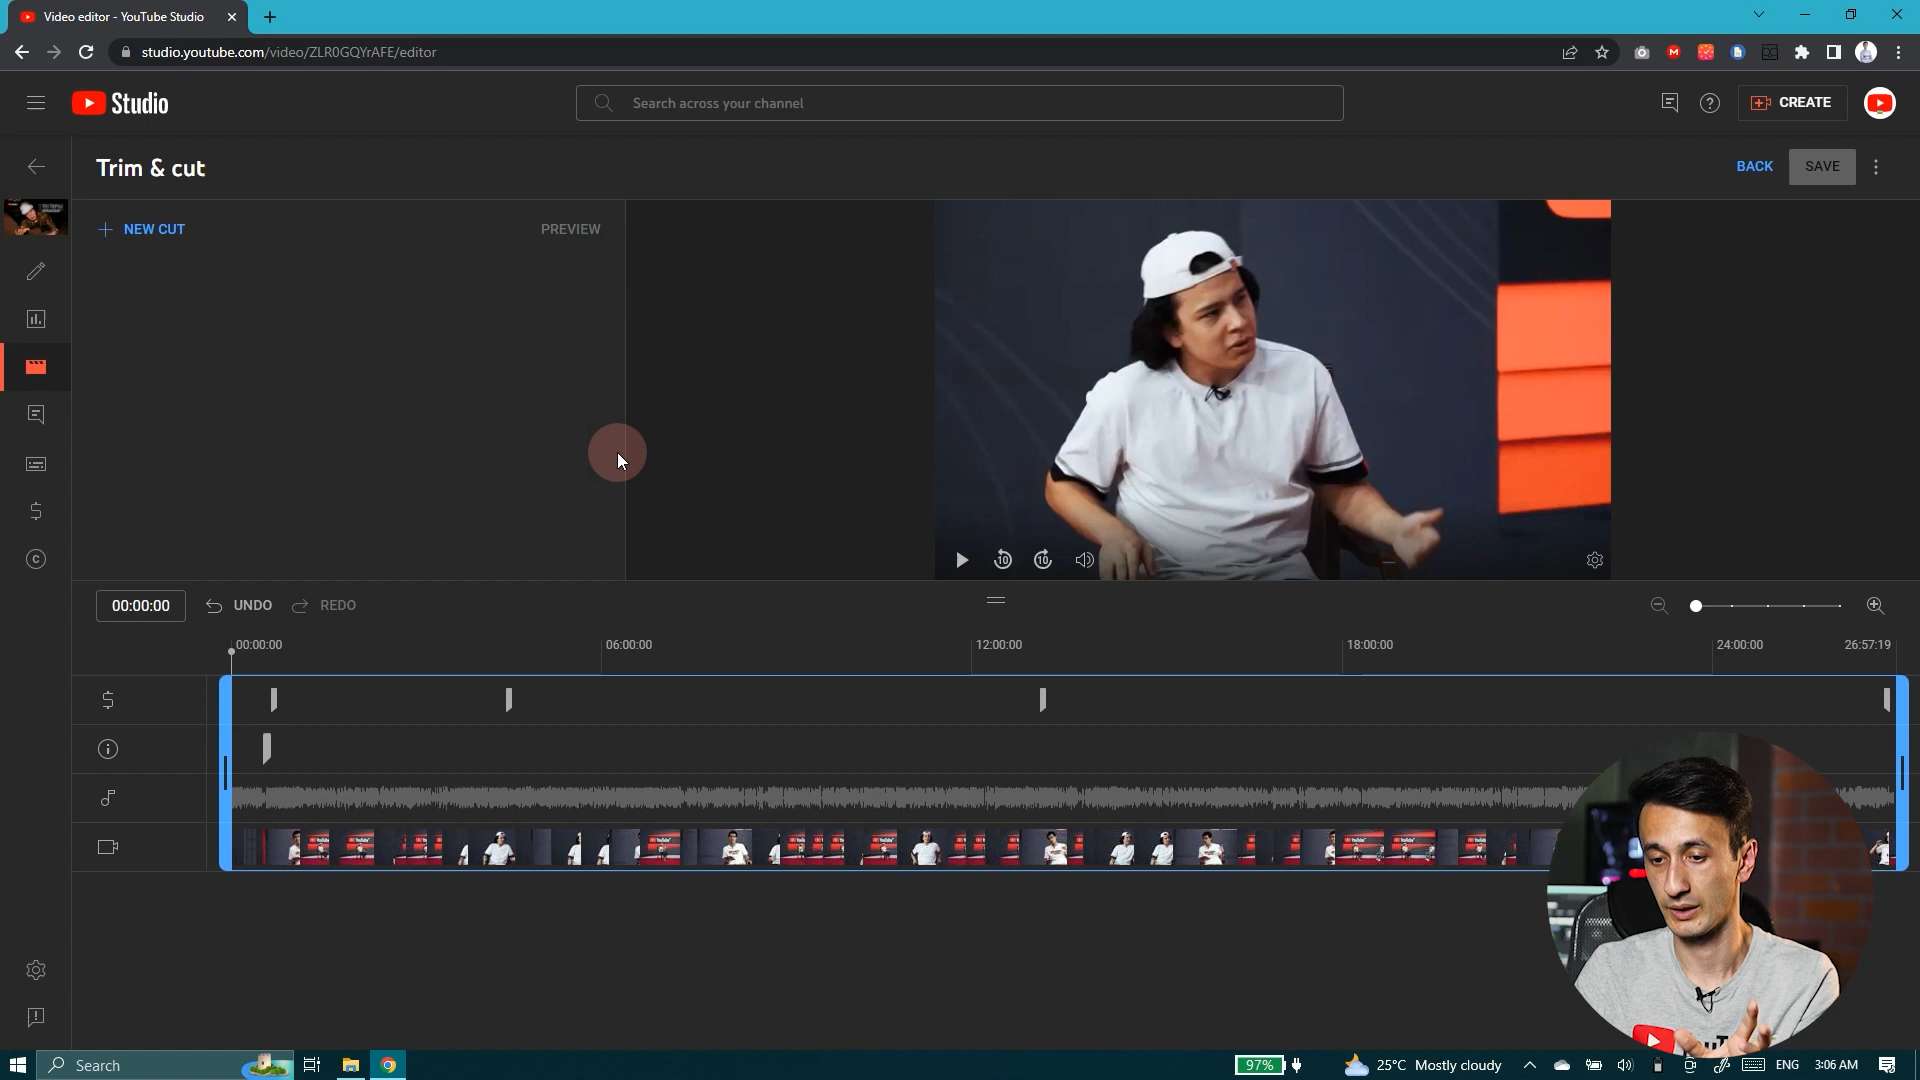 Video editor - YouTube Studio
studio.youtube.com/video/ZLR0GQYrAFE/editor
Studio
Search across your channel
CREATE
Trim & cut
BACK
SAVE
NEW CUT
PREVIEW
10
10
00:00:00
UNDO
REDO
00:00:00
06:00:00
12:00:00
18:00:00
24:00:00
26:57:19
Search
97%
25°C Mostly cloudy
ENG
3:06 AM